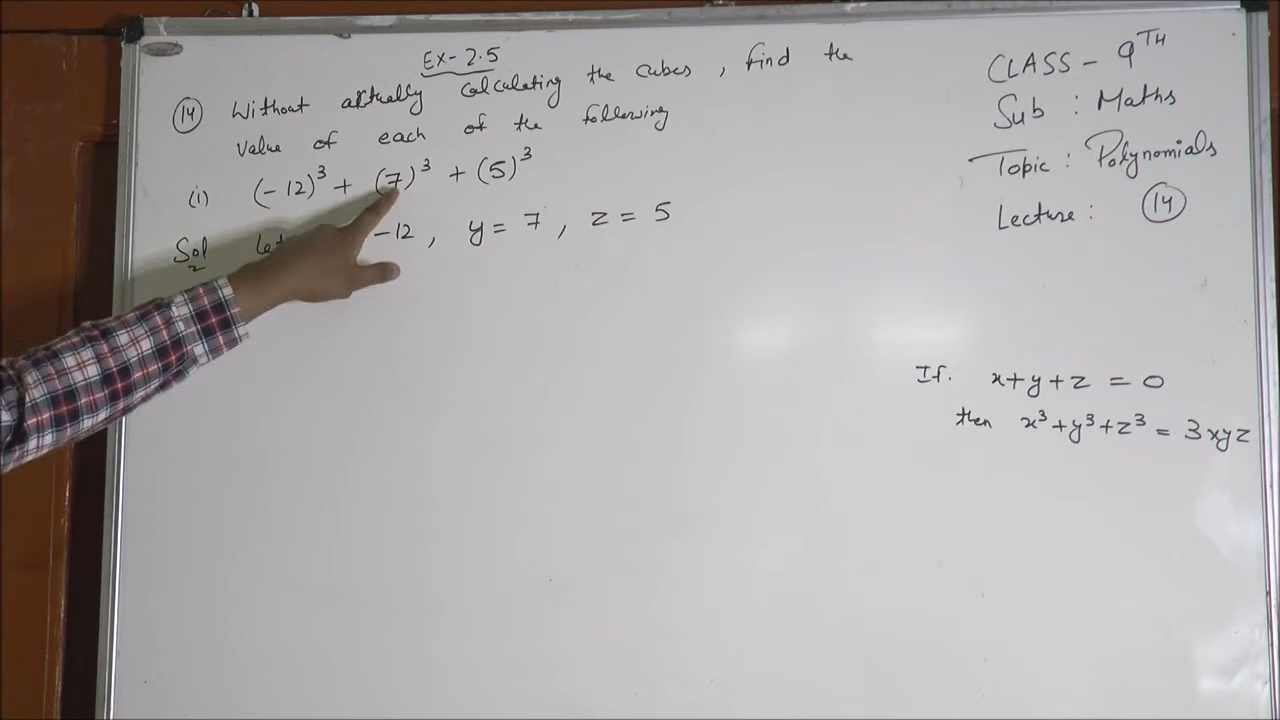 Ex-2.5
(14) Without actually calculating the cubes, find the
value of each of the following
(i) (-12)³ + (7)³ + (5)³
Sol Let -12, y = 7, z = 5
CLASS - 9TH
Sub : Maths
Topic : Polynomials
Lecture : (14)
If. x+y+z = 0
then x³+y³+z³ = 3xyz